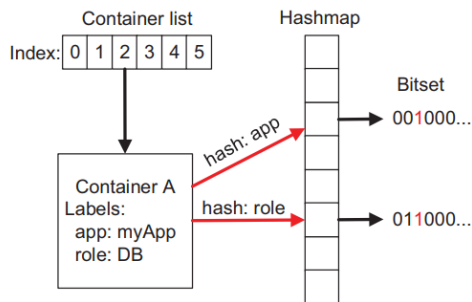 Container list
Index: 0 1 2 3 4 5
Hashmap
Bitset
hash: app
001000...
Container A
Labels:
app: myApp
role: DB
hash: role
011000...